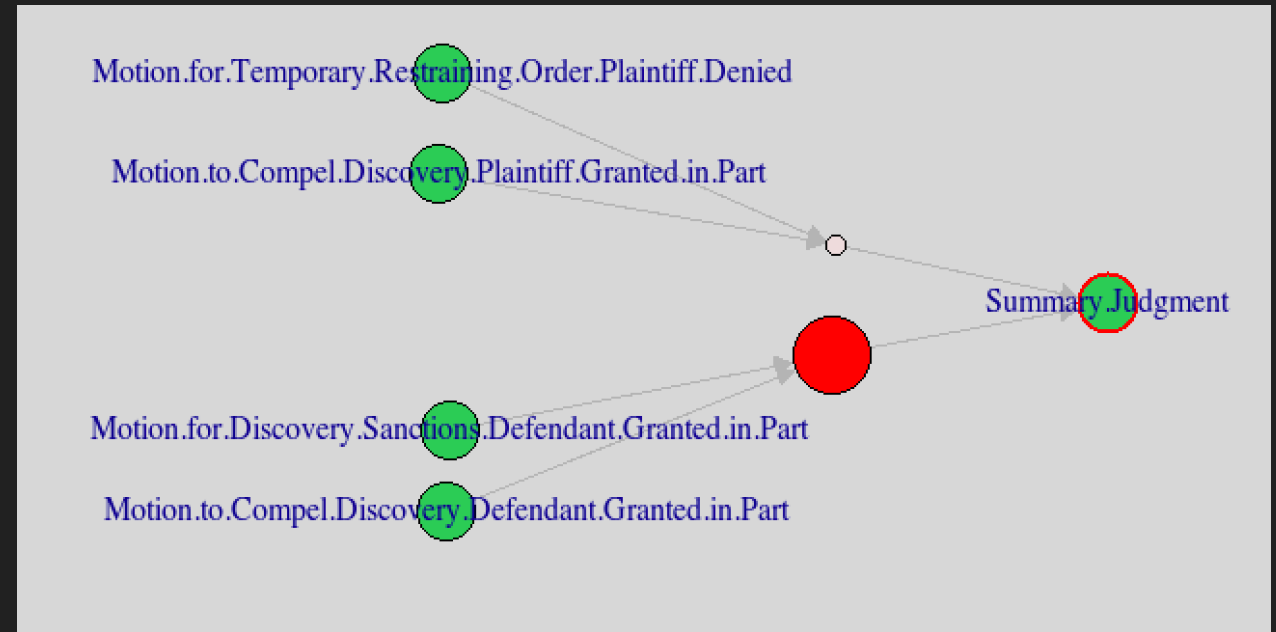 Motion.for.Temporary.Restraining.Order.Plaintiff.Denied
Motion.to.Compel.Discovery.Plaintiff.Granted.in.Part
Summary.Judgment
Motion.for.Discovery.Sanctions.Defendant.Granted.in.Part
Motion.to.Compel.Discovery.Defendant.Granted.in.Part